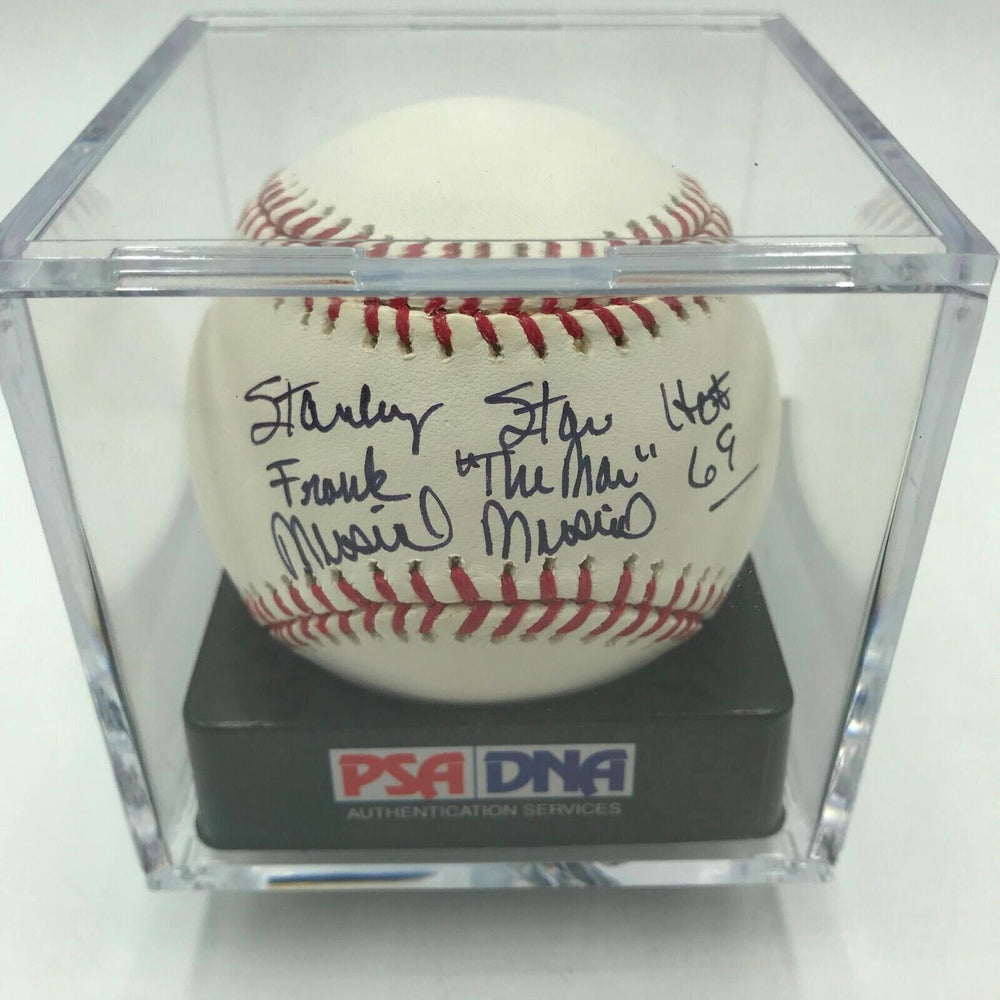 Stanley
Frank
Musial
Stan
"The Man"
Musial
HOF
69
PSA DNA
AUTHENTICATION SERVICES